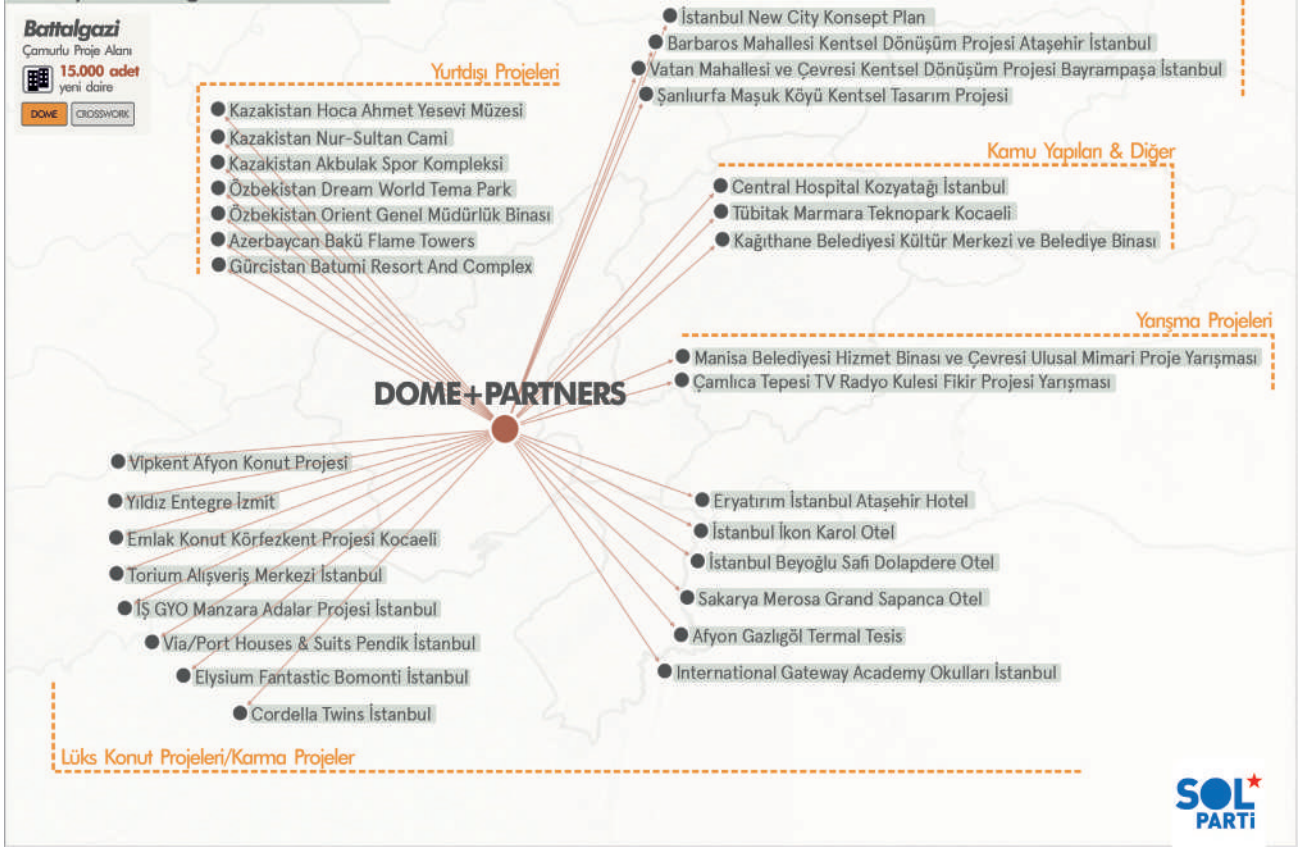 Battalgazi
Çamurlu Proje Alanı
15.000 adet
yeni daire
DOME CROSSWORK
İstanbul New City Konsept Plan
Barbaros Mahallesi Kentsel Dönüşüm Projesi Ataşehir İstanbul
Vatan Mahallesi ve Çevresi Kentsel Dönüşüm Projesi Bayrampaşa İstanbul
Şanlıurfa Maşuk Köyü Kentsel Tasarım Projesi
Yurtdışı Projeleri
Kazakistan Hoca Ahmet Yesevi Müzesi
Kazakistan Nur-Sultan Cami
Kazakistan Akbulak Spor Kompleksi
Özbekistan Dream World Tema Park
Özbekistan Orient Genel Müdürlük Binası
Azerbaycan Bakü Flame Towers
Gürcistan Batumi Resort And Complex
Kamu Yapıları & Diğer
Central Hospital Kozyatağı İstanbul
Tübitak Marmara Teknopark Kocaeli
Kağıthane Belediyesi Kültür Merkezi ve Belediye Binası
Yarışma Projeleri
Manisa Belediyesi Hizmet Binası ve Çevresi Ulusal Mimari Proje Yarışması
Çamlıca Tepesi TV Radyo Kulesi Fikir Projesi Yarışması
DOME+PARTNERS
Vipkent Afyon Konut Projesi
Yıldız Entegre İzmit
Emlak Konut Körfezkent Projesi Kocaeli
Torium Alışveriş Merkezi İstanbul
İŞ GYO Manzara Adalar Projesi İstanbul
Via/Port Houses & Suits Pendik İstanbul
Elysium Fantastic Bomonti İstanbul
Cordella Twins İstanbul
Eryatırım İstanbul Ataşehir Hotel
İstanbul İkon Karol Otel
İstanbul Beyoğlu Safi Dolapdere Otel
Sakarya Merosa Grand Sapanca Otel
Afyon Gazlıgöl Termal Tesis
International Gateway Academy Okulları İstanbul
Lüks Konut Projeleri/Karma Projeler
SOL
PARTİ